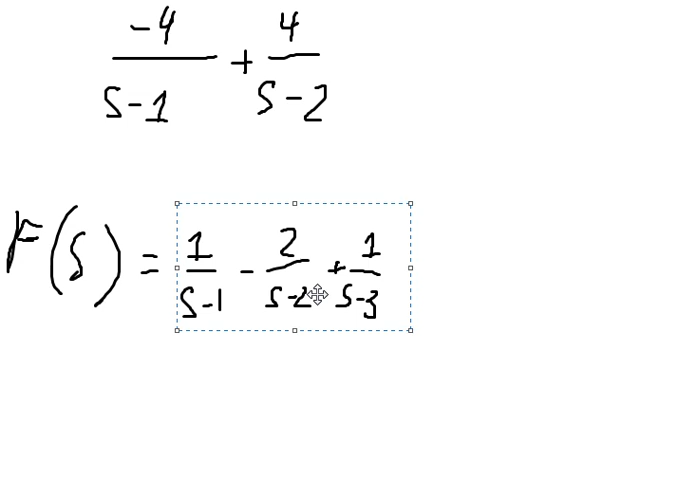 -4/(s-1) + 4/(s-2)
F(s) = 1/(s-1) - 2/(s-2) + 1/(s-3)